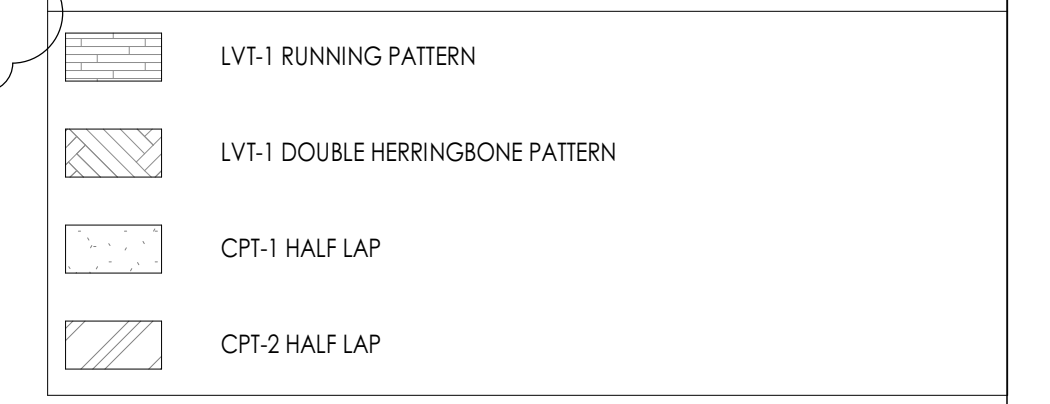 LVT-1 RUNNING PATTERN
LVT-1 DOUBLE HERRINGBONE PATTERN
CPT-1 HALF LAP
CPT-2 HALF LAP